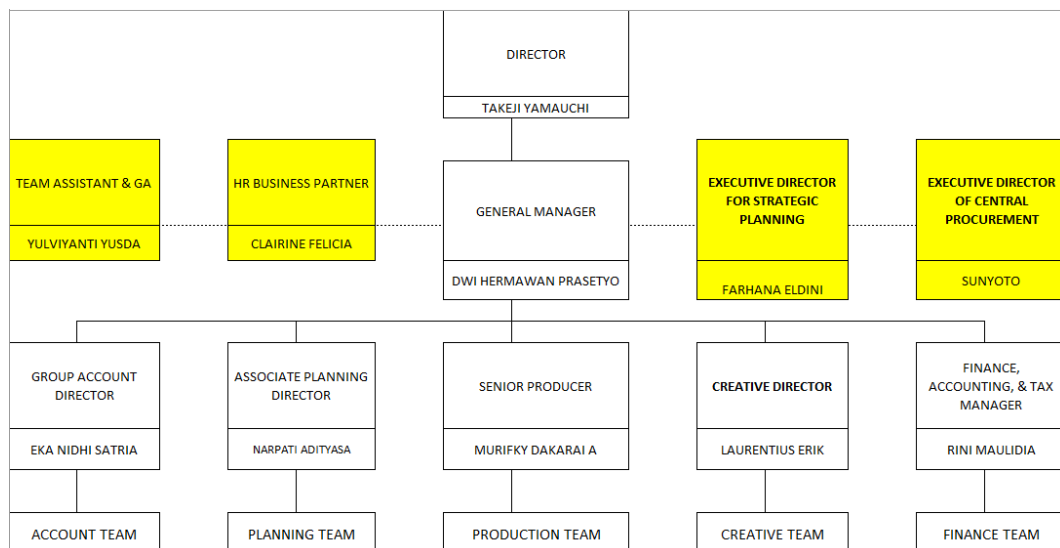 DIRECTOR
TAKEJI YAMAUCHI
TEAM ASSISTANT & GA
YULVIYANTI YUSDA
HR BUSINESS PARTNER
CLAIRINE FELICIA
GENERAL MANAGER
DWI HERMAWAN PRASETYO
EXECUTIVE DIRECTOR
FOR STRATEGIC
PLANNING
FARHANA ELDINI
EXECUTIVE DIRECTOR
OF CENTRAL
PROCUREMENT
SUNYOTO
GROUP ACCOUNT
DIRECTOR
EKA NIDHI SATRIA
ASSOCIATE PLANNING
DIRECTOR
NARPATI ADITYASA
SENIOR PRODUCER
MURIFKY DAKARAI A
CREATIVE DIRECTOR
LAURENTIUS ERIK
FINANCE,
ACCOUNTING, & TAX
MANAGER
RINI MAULIDIA
ACCOUNT TEAM
PLANNING TEAM
PRODUCTION TEAM
CREATIVE TEAM
FINANCE TEAM